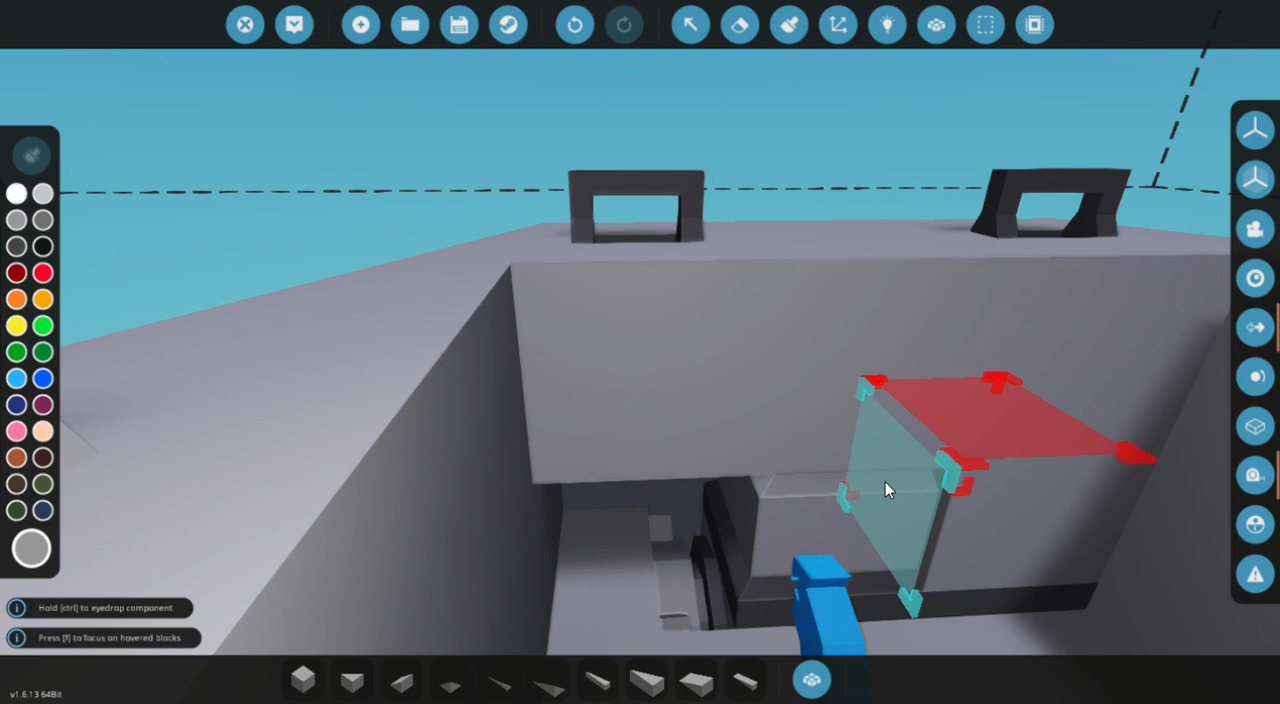 Hold [ctrl] to eyedrop component
Press [f] to focus on hovered blocks
v1.6.13 64Bit